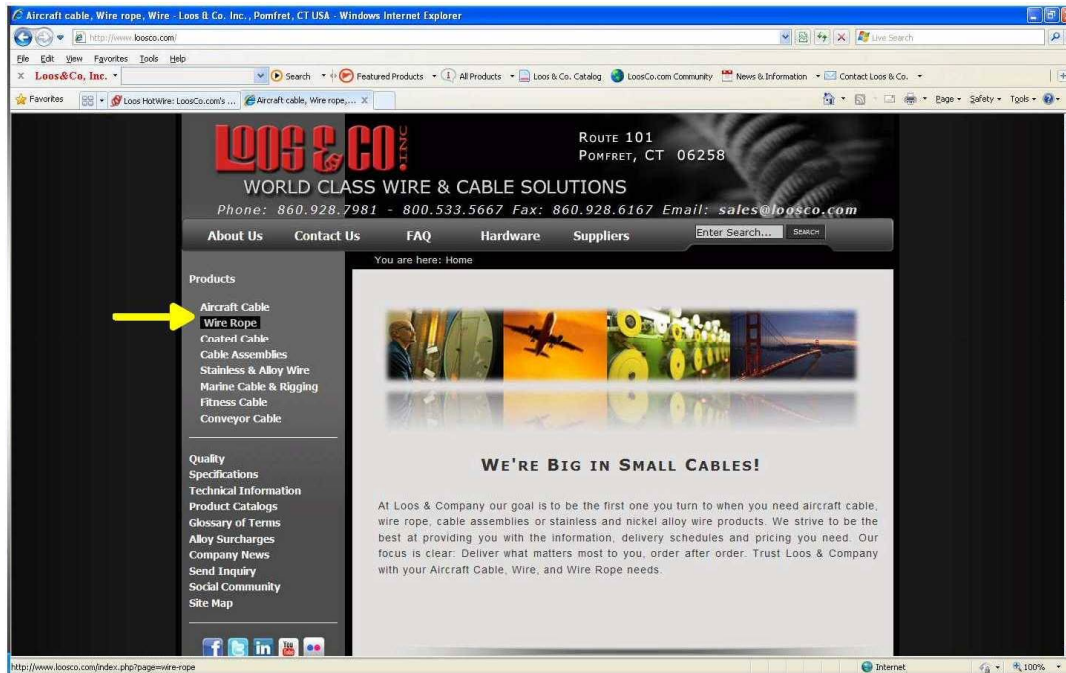 Aircraft cable, Wire rope, Wire - Loos & Co. Inc., Pomfret, CT USA - Windows Internet Explorer
http://www.loosco.com/
Live Search
File Edit View Favorites Tools Help
x Loos&Co, Inc.
Search Featured Products All Products Loos & Co. Catalog LoosCo.com Community News & Information Contact Loos & Co.
Favorites Loos HotWire: LoosCo.com's ... Aircraft cable, Wire rope,... X
Page Safety Tools
LOOS & CO. INC
ROUTE 101
POMFRET, CT 06258
WORLD CLASS WIRE & CABLE SOLUTIONS
Phone: 860.928.7981 - 800.533.5667 Fax: 860.928.6167 Email: sales@loosco.com
About Us Contact Us FAQ Hardware Suppliers Enter Search... SEARCH
You are here: Home
Products
Aircraft Cable
Wire Rope
Coated Cable
Cable Assemblies
Stainless & Alloy Wire
Marine Cable & Rigging
Fitness Cable
Conveyor Cable
Quality
Specifications
Technical Information
Product Catalogs
Glossary of Terms
Alloy Surcharges
Company News
Send Inquiry
Social Community
Site Map
WE'RE BIG IN SMALL CABLES!
At Loos & Company our goal is to be the first one you turn to when you need aircraft cable,
wire rope, cable assemblies or stainless and nickel alloy wire products. We strive to be the
best at providing you with the information, delivery schedules and pricing you need. Our
focus is clear: Deliver what matters most to you, order after order. Trust Loos & Company
with your Aircraft Cable, Wire, and Wire Rope needs.
f in You
http://www.loosco.com/index.php?page=wire-rope
Internet 100%